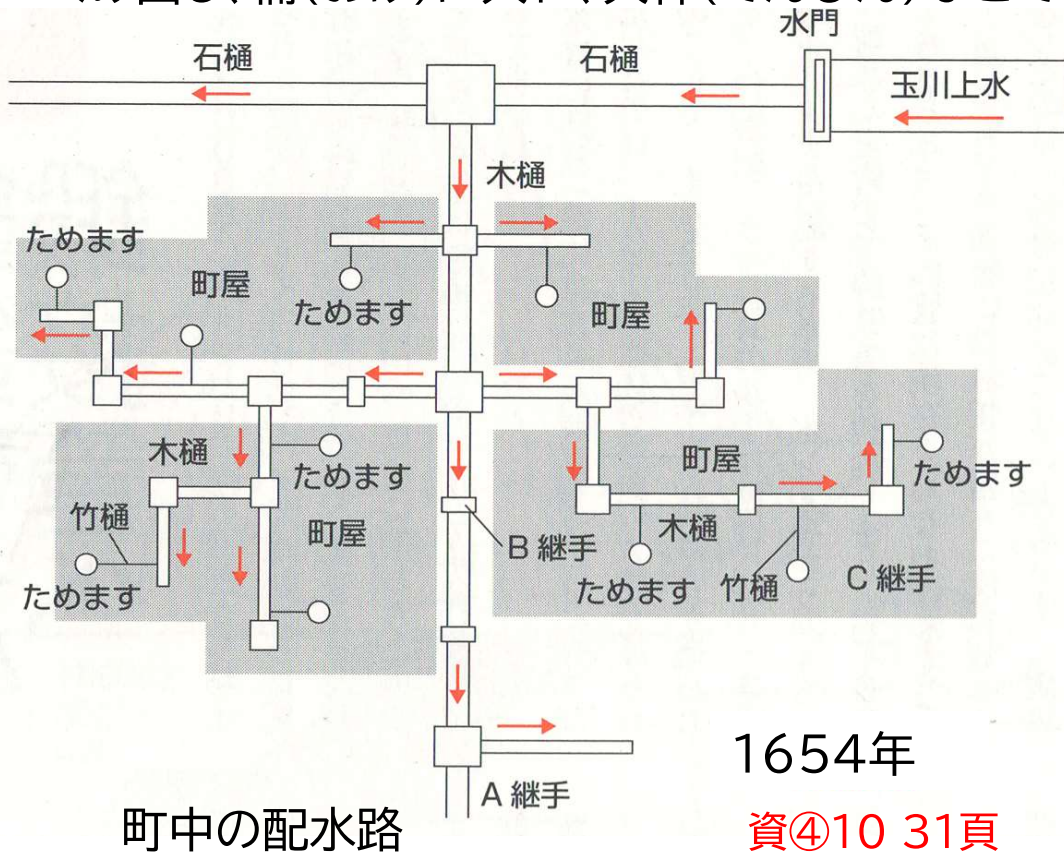 水門
石樋
石樋
玉川上水
木樋
ためます
町屋
ためます
町屋
木樋
ためます
町屋
ためます
竹樋
町屋
B 継手
木樋
ためます
ためます
竹樋
C 継手
1654年
A 継手
町中の配水路
資④10 31頁